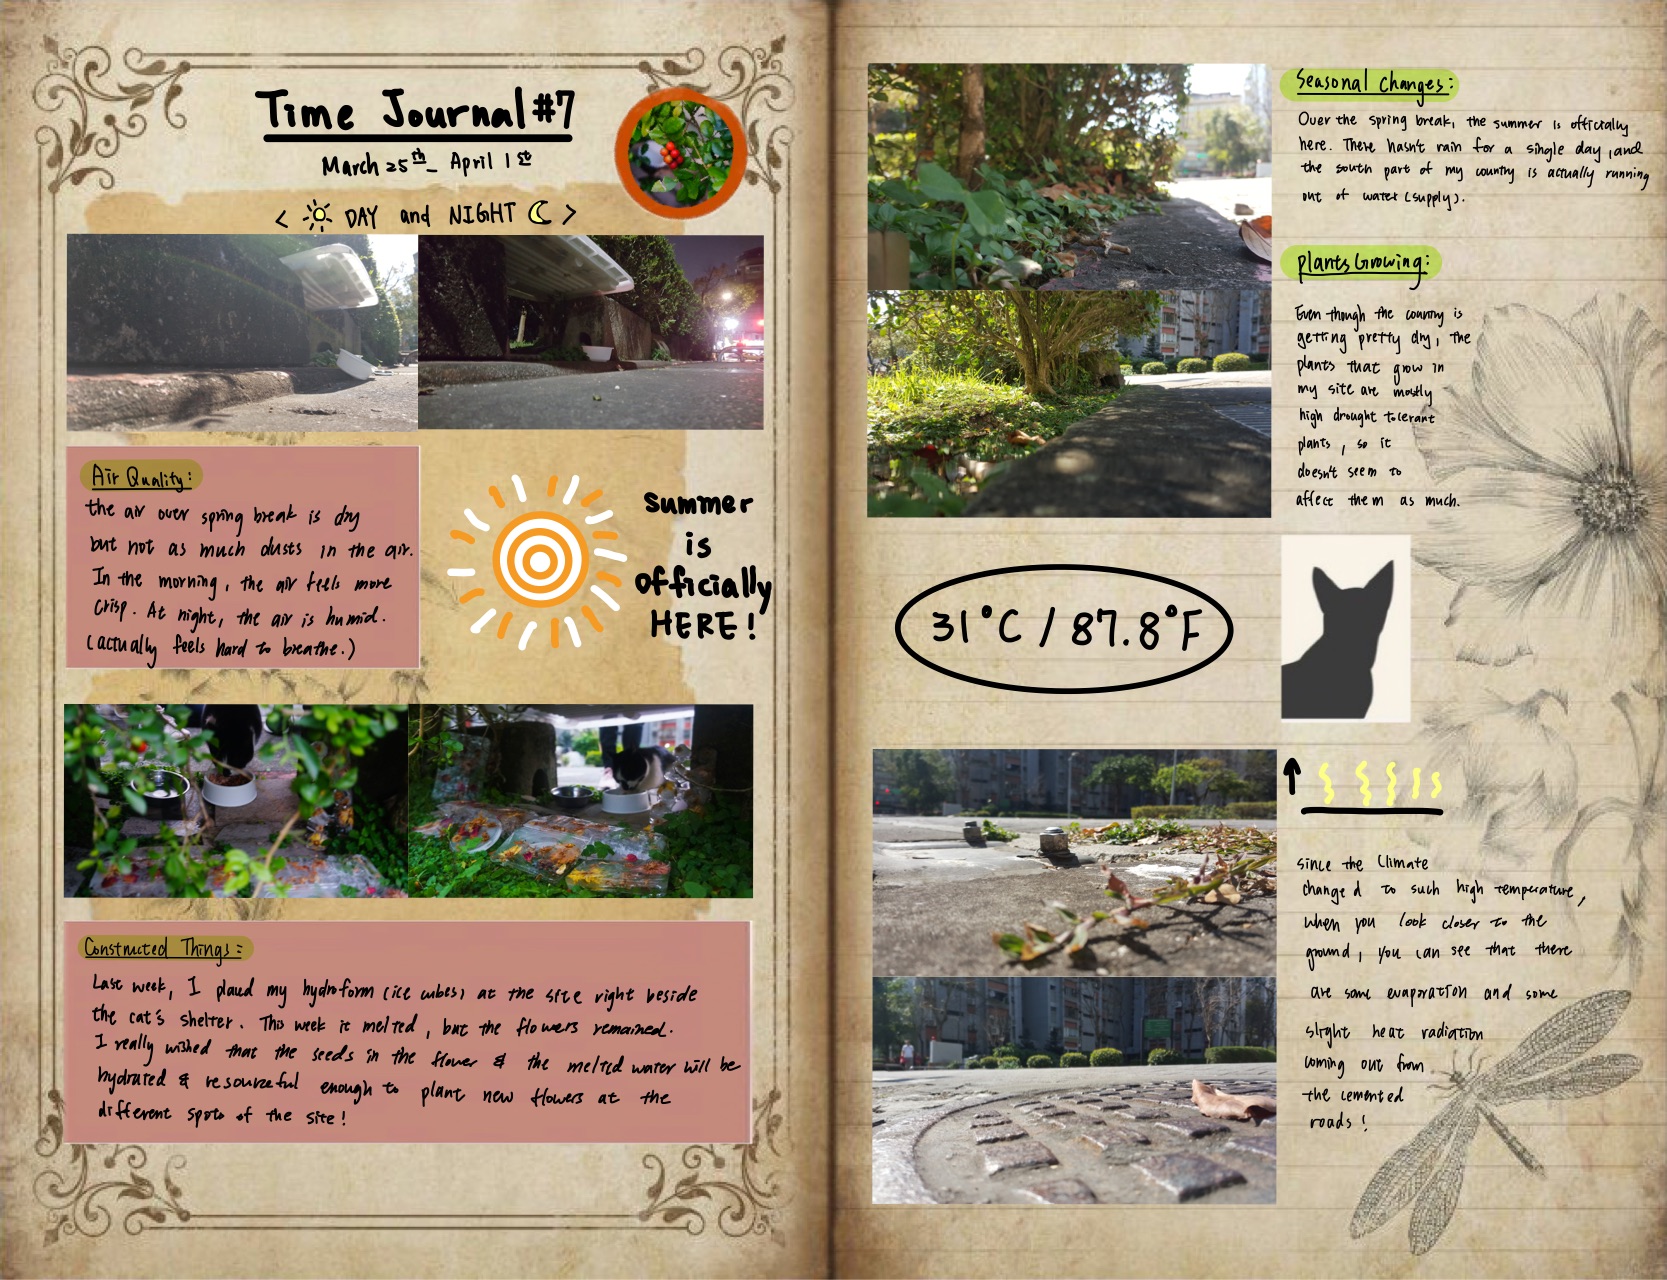 Time Journal #7
March 25th - April 1st
< DAY and NIGHT >
Air Quality:
the air over spring break is dry
but not as much dusts in the air.
In the morning, the air feels more
crisp. At night, the air is humid.
(actually feels hard to breathe.)
Summer
is
officially
HERE!
Constructed Things:
Last week, I placed my hydroform (ice cubes) at the site right beside
the cat's shelter. This week it melted, but the flowers remained.
I really wished that the seeds in the flower & the melted water will be
hydrated & resourceful enough to plant new flowers at the
different spots of the site!
Seasonal Changes:
Over the spring break, the summer is officially
here. There hasn't rain for a single day, and
the south part of my country is actually running
out of water (supply).
Plants Growing:
Even though the country is
getting pretty dry, the
plants that grow in
my site are mostly
high drought tolerant
plants, so it
doesn't seem to
affect them as much.
31°C / 87.8°F
since the Climate
changed to such high temperature,
when you look closer to the
ground, you can see that there
are some evaporation and some
slight heat radiation
coming out from
the cemented
roads!